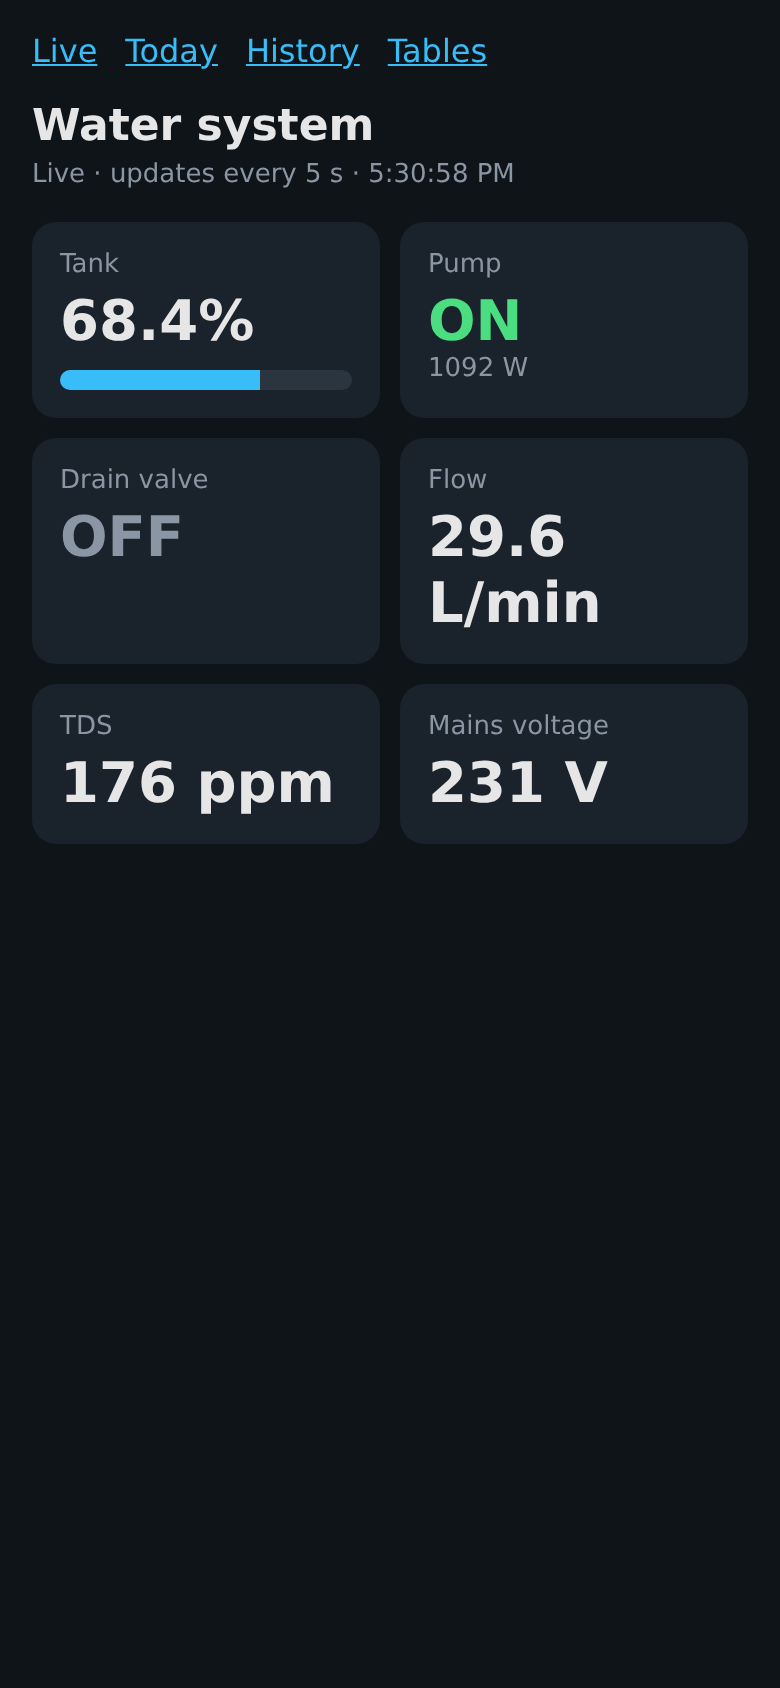 Live Today History Tables
Water system
Live · updates every 5 s · 5:30:58 PM
Tank
68.4%
Pump
ON
1092 W
Drain valve
OFF
Flow
29.6
L/min
TDS
176 ppm
Mains voltage
231 V